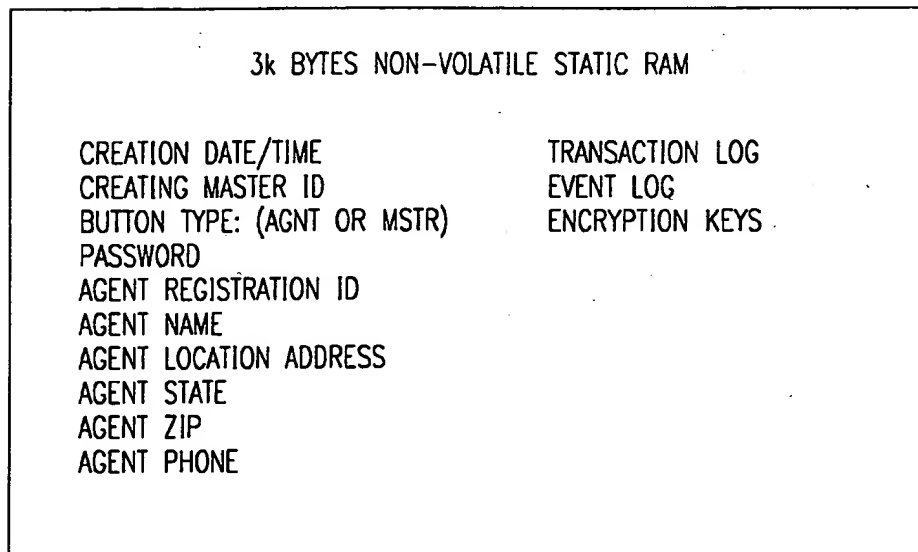 3k BYTES NON-VOLATILE STATIC RAM
CREATION DATE/TIME
CREATING MASTER ID
BUTTON TYPE: (AGNT OR MSTR)
PASSWORD
AGENT REGISTRATION ID
AGENT NAME
AGENT LOCATION ADDRESS
AGENT STATE
AGENT ZIP
AGENT PHONE
TRANSACTION LOG
EVENT LOG
ENCRYPTION KEYS